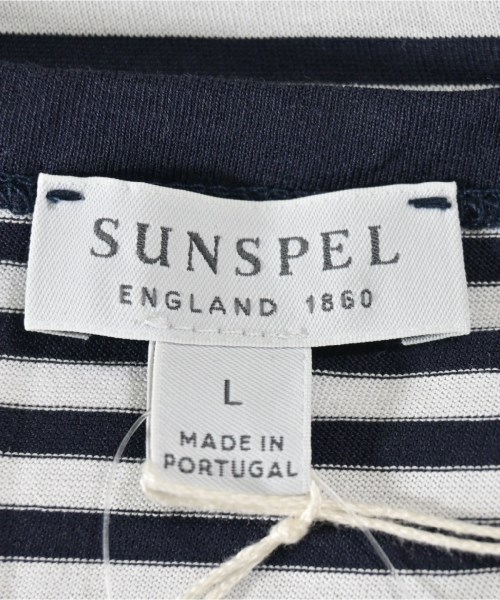 SUNSPEL
ENGLAND 1860
L
MADE IN
PORTUGAL